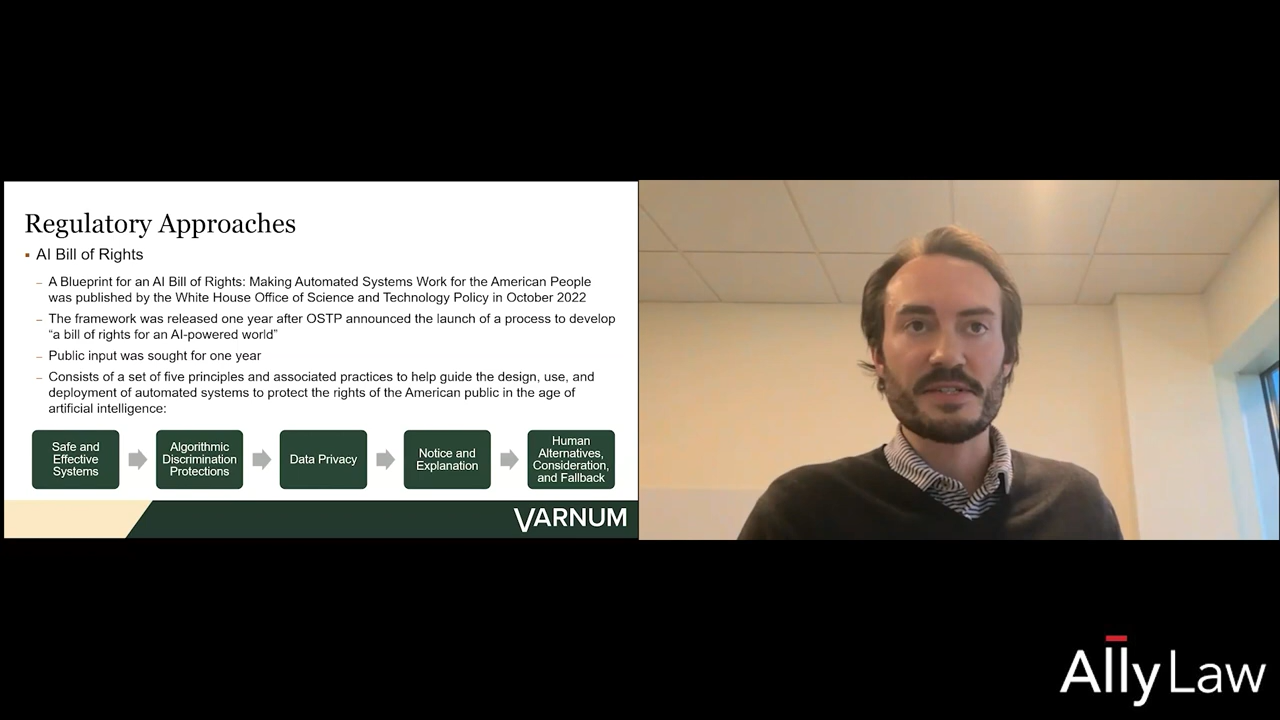 Regulatory Approaches
▪ AI Bill of Rights
– A Blueprint for an AI Bill of Rights: Making Automated Systems Work for the American People
was published by the White House Office of Science and Technology Policy in October 2022
– The framework was released one year after OSTP announced the launch of a process to develop
“a bill of rights for an AI-powered world”
– Public input was sought for one year
– Consists of a set of five principles and associated practices to help guide the design, use, and
deployment of automated systems to protect the rights of the American public in the age of
artificial intelligence:
Safe and
Effective
Systems
Algorithmic
Discrimination
Protections
Data Privacy
Notice and
Explanation
Human
Alternatives,
Consideration,
and Fallback
VARNUM
Ally Law